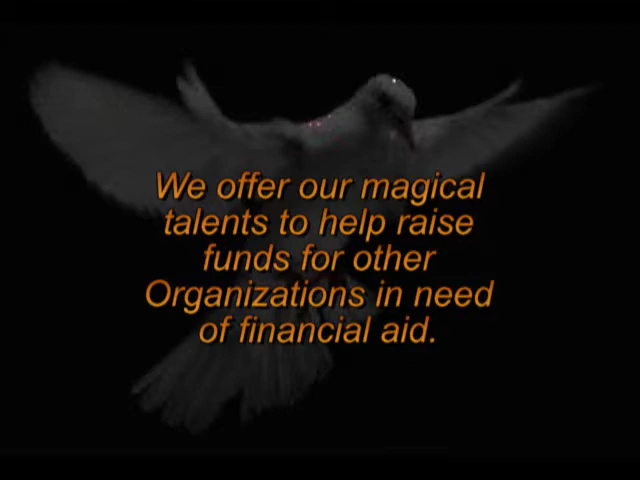 We offer our magical
talents to help raise
funds for other
Organizations in need
of financial aid.